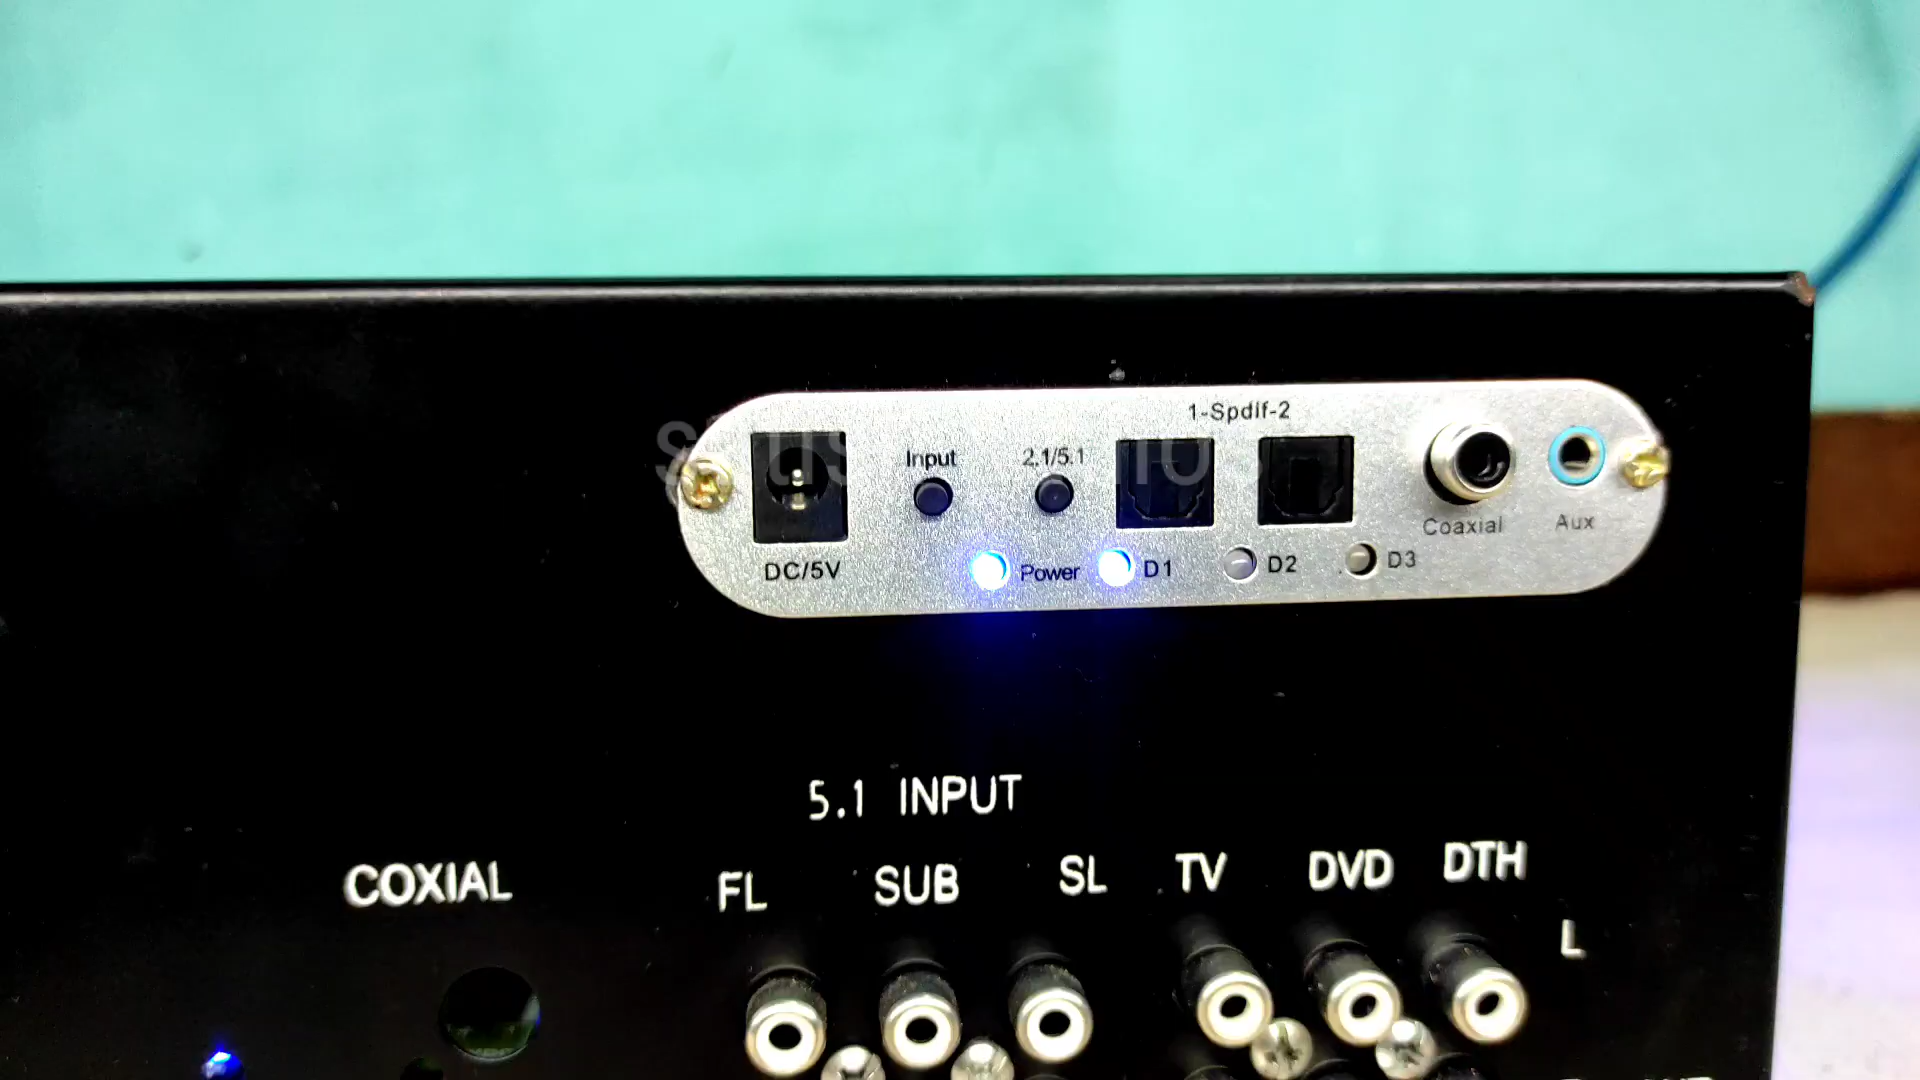 1-Spdif-2
Input
2.1/5.1
Coaxial
Aux
DC/5V
Power
D1
D2
D3
5.1 INPUT
COXIAL
FL
SUB
SL
TV
DVD
DTH
L